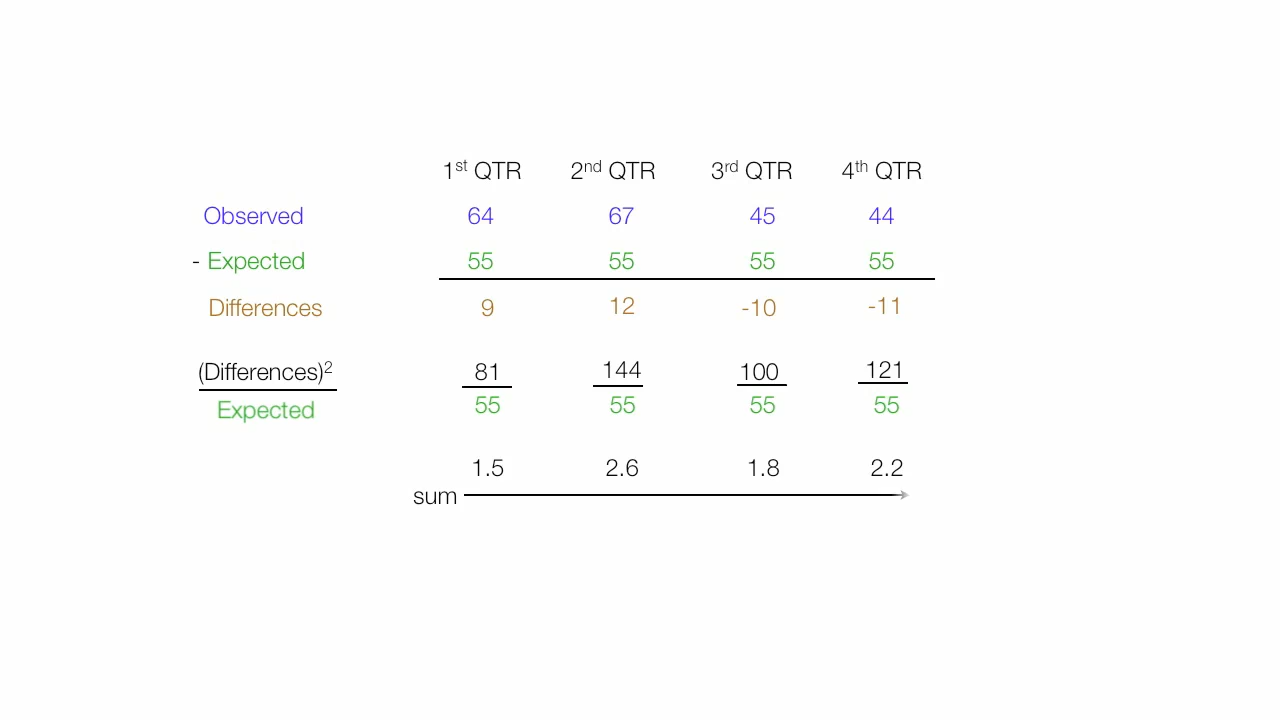 1st QTR 2nd QTR 3rd QTR 4th QTR
Observed 64 67 45 44
- Expected 55 55 55 55
Differences 9 12 -10 -11
(Differences)2 81 144 100 121
Expected 55 55 55 55
1.5 2.6 1.8 2.2
sum